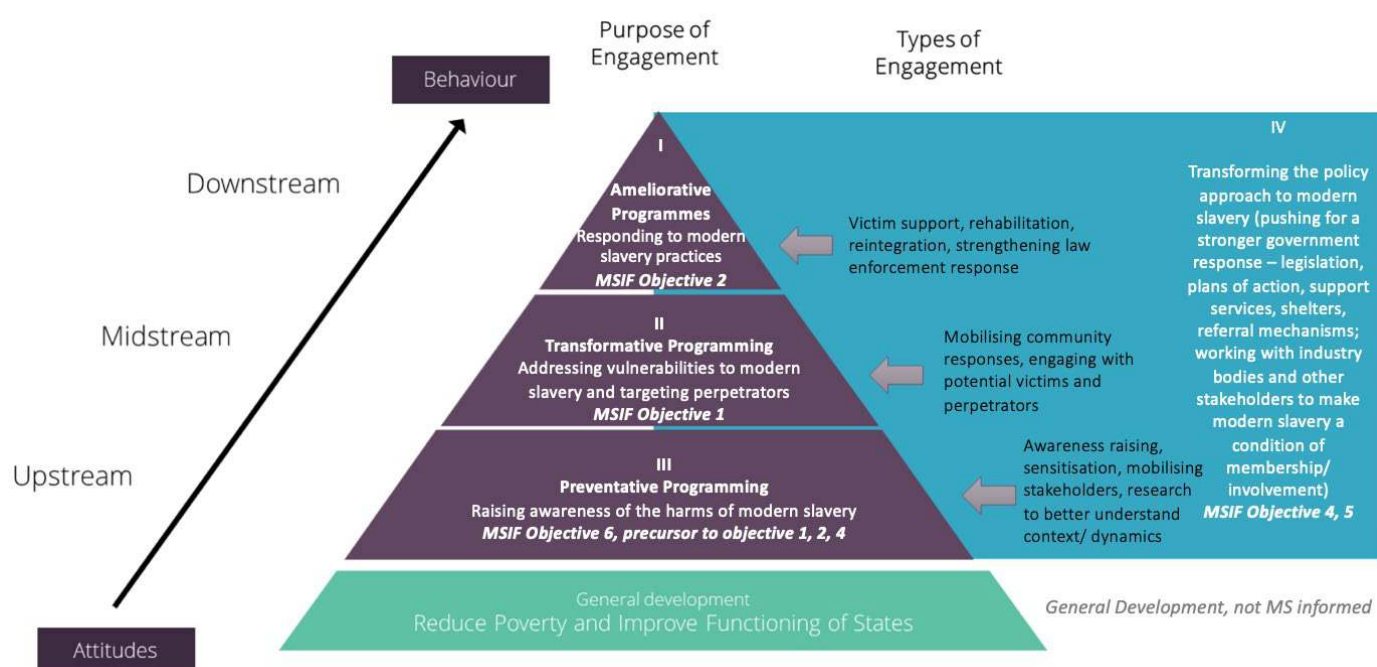 Purpose of
Engagement
Types of
Engagement
Behaviour
Downstream
Midstream
Upstream
Attitudes
I
Ameliorative
Programmes
Responding to modern
slavery practices
MSIF Objective 2
Victim support, rehabilitation,
reintegration, strengthening law
enforcement response
II
Transformative Programming
Addressing vulnerabilities to modern
slavery and targeting perpetrators
MSIF Objective 1
Mobilising community
responses, engaging with
potential victims and
perpetrators
III
Preventative Programming
Raising awareness of the harms of modern slavery
MSIF Objective 6, precursor to objective 1, 2, 4
Awareness raising,
sensitisation, mobilising
stakeholders, research
to better understand
context/ dynamics
IV
Transforming the policy
approach to modern
slavery (pushing for a
stronger government
response – legislation,
plans of action, support
services, shelters,
referral mechanisms;
working with industry
bodies and other
stakeholders to make
modern slavery a
condition of
membership/
involvement)
MSIF Objective 4, 5
General development
Reduce Poverty and Improve Functioning of States
General Development, not MS informed